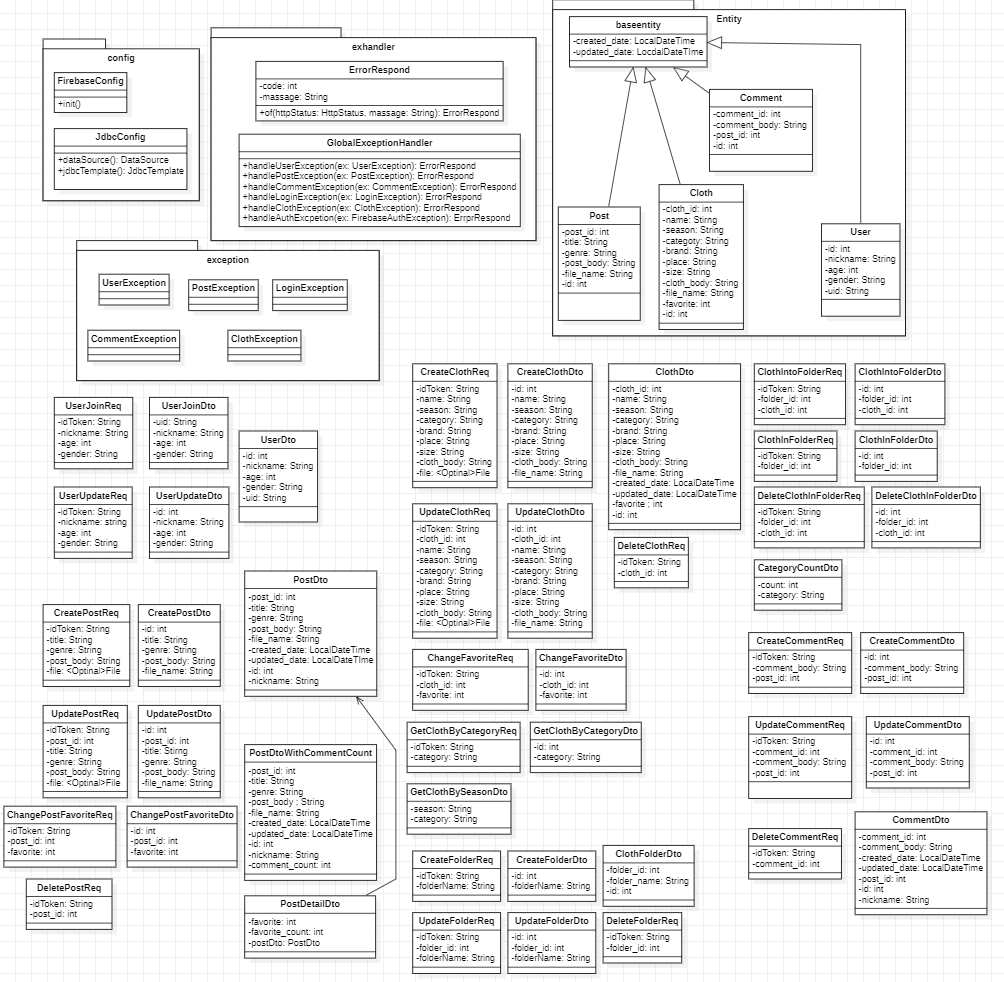 config
FirebaseConfig
+init()
JdbcConfig
+dataSource(): DataSource
+jdbcTemplate(): JdbcTemplate
exhandler
ErrorRespond
-code: int
-massage: String
+of(httpStatus: HttpStatus, massage: String): ErrorRespond
GlobalExceptionHandler
+handleUserException(ex: UserException): ErrorRespond
+handlePostException(ex: PostException): ErrorRespond
+handleCommentException(ex: CommentException): ErrorRespond
+handleLoginException(ex: LoginException): ErrorRespond
+handleClothException(ex: ClothException): ErrorRespond
+handleAuthExcpetion(ex: FirebaseAuthException): ErrprRespond
Entity
baseentity
-created_date: LocalDateTime
-updated_date: LocdalDateTIme
Comment
-comment_id: int
-comment_body: String
-post_id: int
-id: int
Post
-post_id: int
-title: String
-genre: String
-post_body: String
-file_name: String
-id: int
Cloth
-cloth_id: int
-name: Stirng
-season: String
-categoty: String
-brand: String
-place: String
-size: String
-cloth_body: String
-file_name: String
-favorite: int
-id: int
User
-id: int
-nickname: String
-age: int
-gender: String
-uid: String
exception
UserException
PostException
LoginException
CommentException
ClothException
UserJoinReq
-idToken: String
-nickname: String
-age: int
-gender: String
UserJoinDto
-uid: String
-nickname: String
-age: int
-gender: String
UserDto
-id: int
-nickname: String
-age: int
-gender: String
-uid: String
UserUpdateReq
-idToken: String
-nickname: string
-age: int
-gender: String
UserUpdateDto
-id: int
-nickname: String
-age: int
-gender: String
CreateClothReq
-idToken: String
-name: String
-season: String
-category: String
-brand: String
-place: String
-size: String
-cloth_body: String
-file: <Optinal>File
CreateClothDto
-id: int
-name: String
-season: String
-category: String
-brand: String
-place: String
-size: String
-cloth_body: String
-file_name: String
ClothDto
-cloth_id: int
-name: String
-season: String
-category: String
-brand: String
-place: String
-size: String
-cloth_body: String
-file_name: String
-created_date: LocalDateTime
-updated_date: LocalDateTime
-favorite ; int
-id: int
ClothIntoFolderReq
-idToken: String
-folder_id: int
-cloth_id: int
ClothIntoFolderDto
-id: int
-folder_id: int
-cloth_id: int
ClothInFolderReq
-idToken: String
-folder_id: int
ClothInFolderDto
-id: int
-folder_id: int
DeleteClothInFolderReq
-idToken: String
-folder_id: int
-cloth_id: int
DeleteClothInFolderDto
-id: int
-folder_id: int
-cloth_id: int
UpdateClothReq
-idToken: String
-cloth_id: int
-name: String
-season: String
-category: String
-brand: String
-place: String
-size: String
-cloth_body: String
-file: <Optinal>File
UpdateClothDto
-id: int
-cloth_id: int
-name: String
-season: String
-category: String
-brand: String
-place: String
-size: String
-cloth_body: String
-file_name: String
DeleteClothReq
-idToken: String
-cloth_id: int
CategoryCountDto
-count: int
-category: String
PostDto
-post_id: int
-title: String
-genre: String
-post_body: String
-file_name: String
-created_date: LocalDateTime
-updated_date: LocalDateTIme
-id: int
-nickname: String
CreatePostReq
-idToken: String
-title: String
-genre: String
-post_body: String
-file: <Optinal>File
CreatePostDto
-id: int
-title: String
-genre: String
-post_body: String
-file_name: String
ChangeFavoriteReq
-idToken: String
-cloth_id: int
-favorite: int
ChangeFavoriteDto
-id: int
-cloth_id: int
-favorite: int
CreateCommentReq
-idToken: String
-comment_body: String
-post_id: int
CreateCommentDto
-id: int
-comment_body: String
-post_id: int
UpdatePostReq
-idToken: String
-post_id: int
-title: String
-genre: String
-post_body: String
-file: <Optinal>File
UpdatePostDto
-id: int
-post_id: int
-title: String
-genre: String
-post_body: String
-file_name: String
GetClothByCategoryReq
-idToken: String
-category: String
GetClothByCategoryDto
-id: int
-category: String
UpdateCommentReq
-idToken: String
-comment_id: int
-comment_body: String
-post_id: int
UpdateCommentDto
-id: int
-comment_id: int
-comment_body: String
-post_id: int
PostDtoWithCommentCount
-post_id: int
-title: String
-genre: String
-post_body : String
-file_name: String
-created_date: LocalDateTime
-updated_date: LocalDateTime
-id: int
-nickname: String
-comment_count: int
GetClothBySeasonDto
-season: String
-category: String
ChangePostFavoriteReq
-idToken: String
-post_id: int
-favorite: int
ChangePostFavoriteDto
-id: int
-post_id: int
-favorite: int
DeleteCommentReq
-idToken: String
-comment_id: int
CommentDto
-comment_id: int
-comment_body: String
-created_date: LocalDateTime
-updated_date: LocalDateTime
-post_id: int
-id: int
-nickname: String
CreateFolderReq
-idToken: String
-folderName: String
CreateFolderDto
-id: int
-folderName: String
ClothFolderDto
-folder_id: int
-folder_name: String
-id: int
DeletePostReq
-idToken: String
-post_id: int
PostDetailDto
-favorite: int
-favorite_count: int
-postDto: PostDto
UpdateFolderReq
-idToken: String
-folder_id: int
-folderName: String
UpdateFolderDto
-id: int
-folder_id: int
-folderName: String
DeleteFolderReq
-idToken: String
-folder_id: int